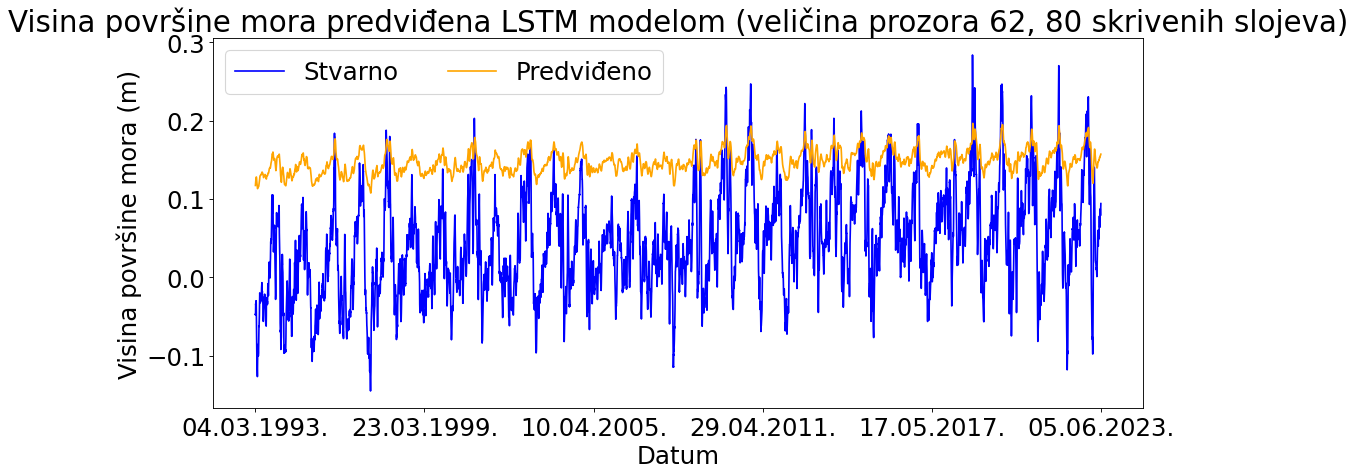 Visina površine mora predviđena LSTM modelom (veličina prozora 62, 80 skrivenih slojeva)
Stvarno
Predviđeno
Visina površine mora (m)
0.3
0.2
0.1
0.0
−0.1
04.03.1993.
23.03.1999.
10.04.2005.
29.04.2011.
17.05.2017.
05.06.2023.
Datum